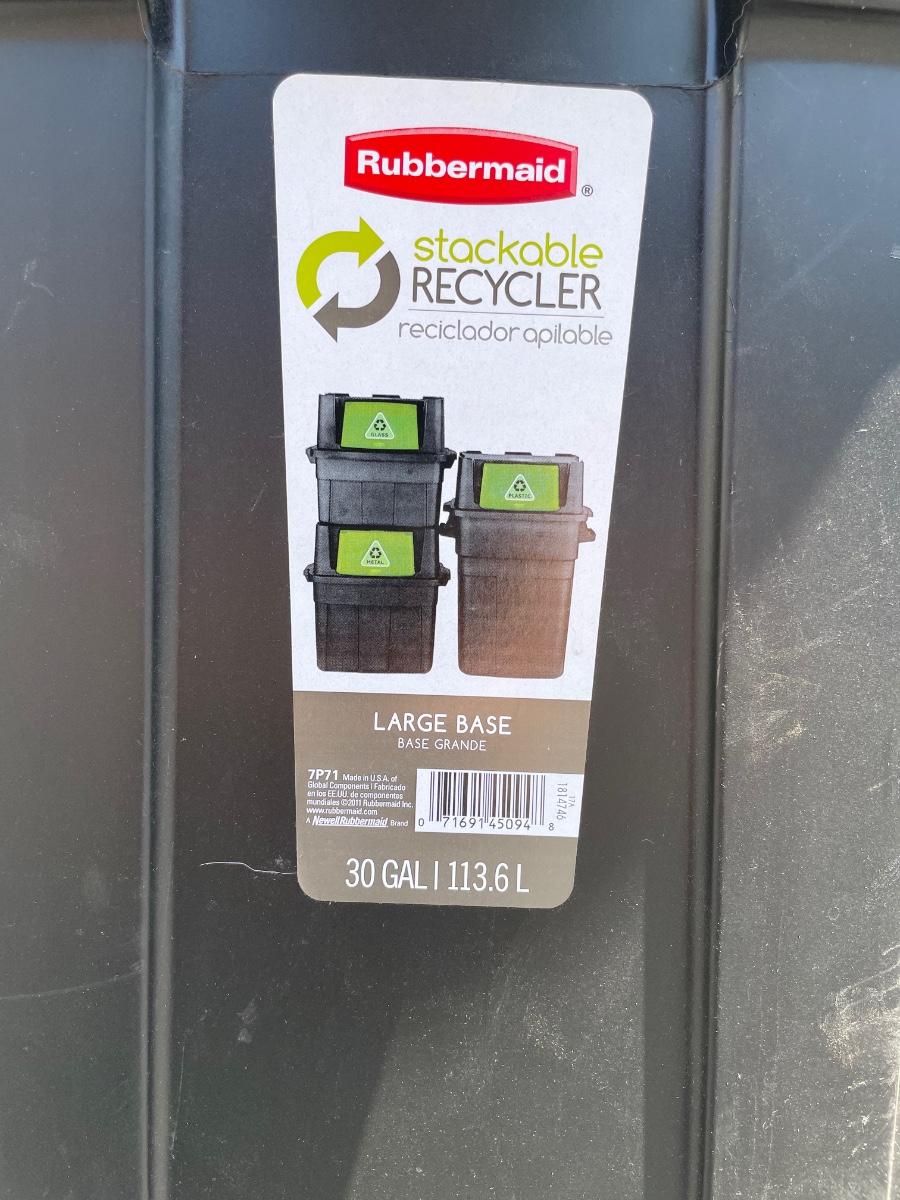 Rubbermaid®
stackable
RECYCLER
reciclador apilable
GLASS
PLASTIC
METAL
LARGE BASE
BASE GRANDE
7P71 Made in U.S.A. of
Global Components | Fabricado
en los EE.UU. de componentes
mundiales ©2011 Rubbermaid Inc.
www.rubbermaid.com
A NewellRubbermaid Brand
0 71691 45094 8
1814746
17A
30 GAL | 113.6 L